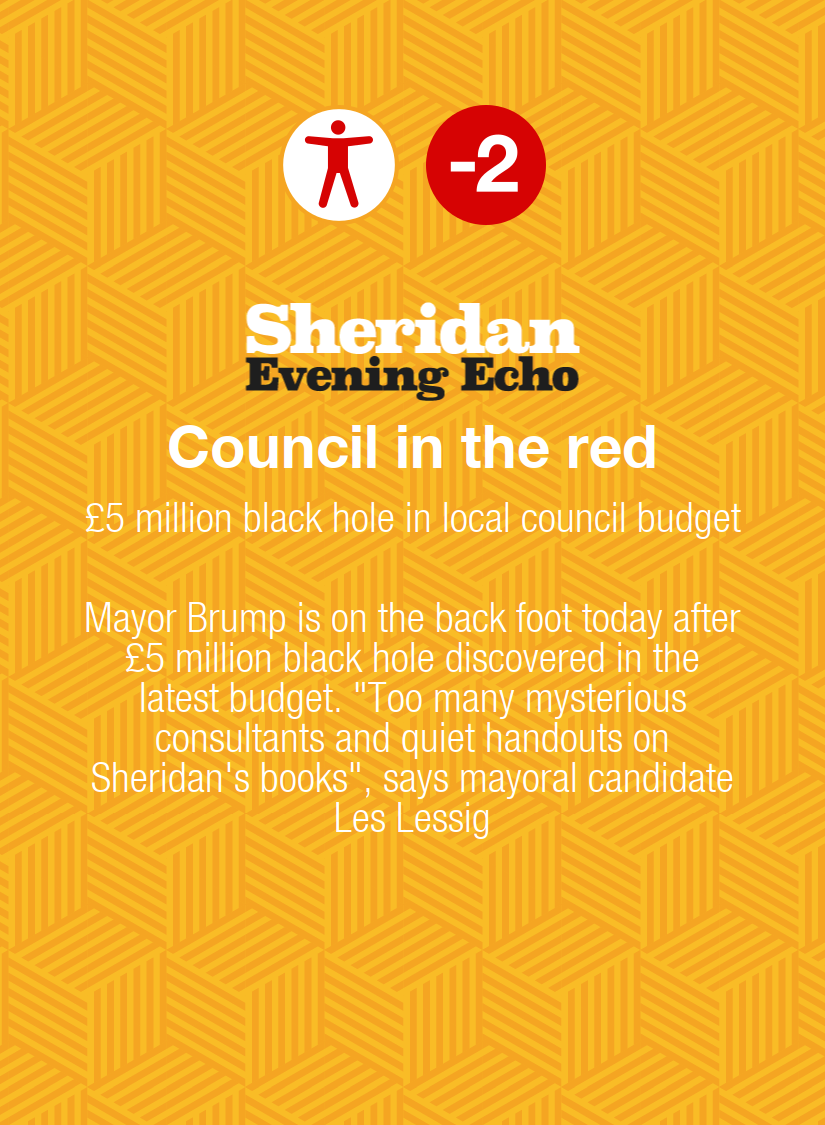 -2
Sheridan
Evening Echo
Council in the red
£5 million black hole in local council budget
Mayor Brump is on the back foot today after
£5 million black hole discovered in the
latest budget. "Too many mysterious
consultants and quiet handouts on
Sheridan's books", says mayoral candidate
Les Lessig